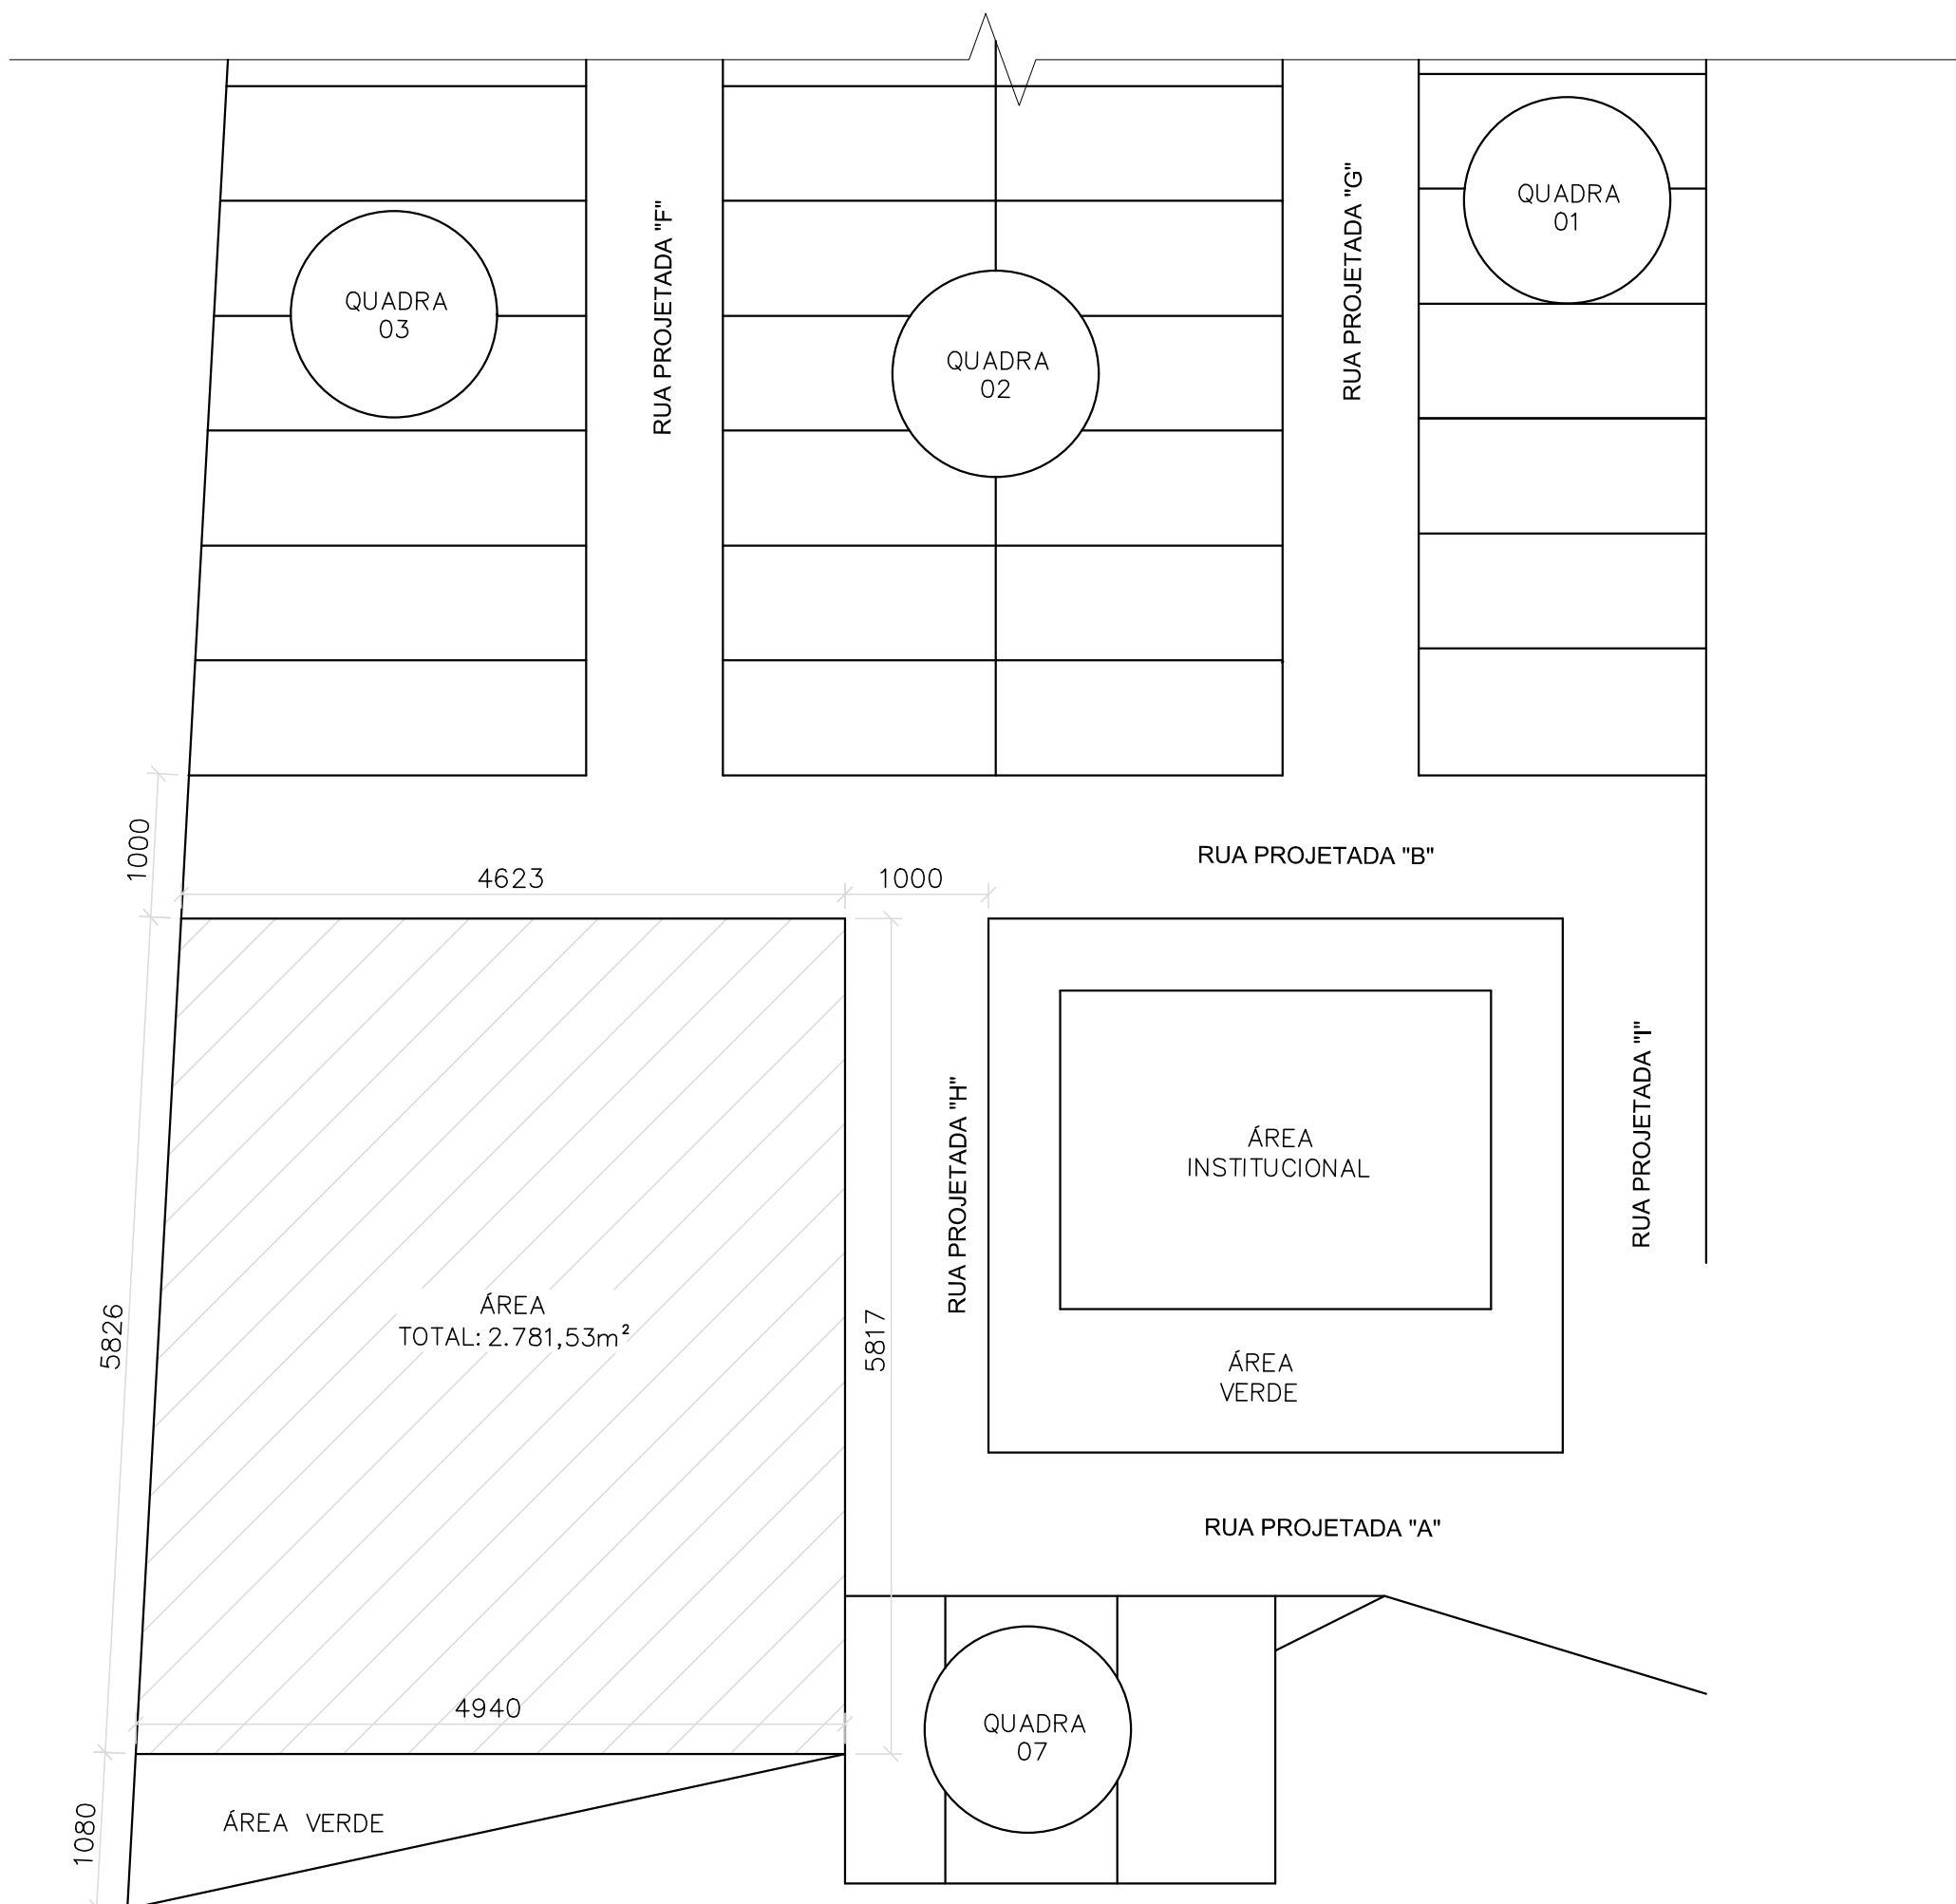 QUADRA
01
RUA PROJETADA "G"
RUA PROJETADA "F"
QUADRA
03
QUADRA
02
1000
RUA PROJETADA "B"
4623
1000
RUA PROJETADA "H"
RUA PROJETADA "I"
ÁREA
INSTITUCIONAL
ÁREA
TOTAL: 2.781,53m²
5826
5817
ÁREA
VERDE
RUA PROJETADA "A"
4940
QUADRA
07
1080
ÁREA VERDE